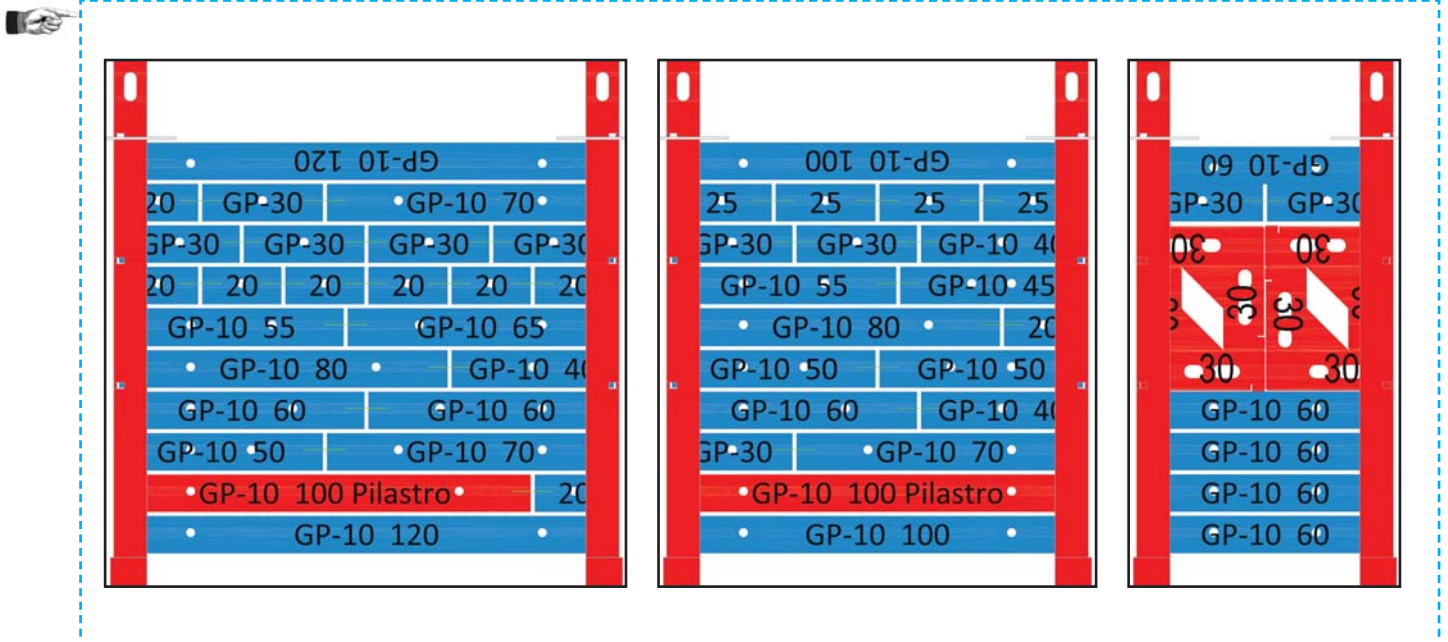 GP-10 120
20 GP-30 GP-10 70
GP-30 GP-30 GP-30 GP-30
20 20 20 20 20 20
GP-10 55 GP-10 65
GP-10 80 GP-10 40
GP-10 60 GP-10 60
GP-10 50 GP-10 70
GP-10 100 Pilastro 20
GP-10 120
GP-10 100
25 25 25 25
GP-30 GP-30 GP-10 40
GP-10 55 GP-10 45
GP-10 80 20
GP-10 50 GP-10 50
GP-10 60 GP-10 40
GP-30 GP-10 70
GP-10 100 Pilastro
GP-10 100
GP-10 60
GP-30 GP-30
30 30
30 30
30 30
GP-10 60
GP-10 60
GP-10 60
GP-10 60